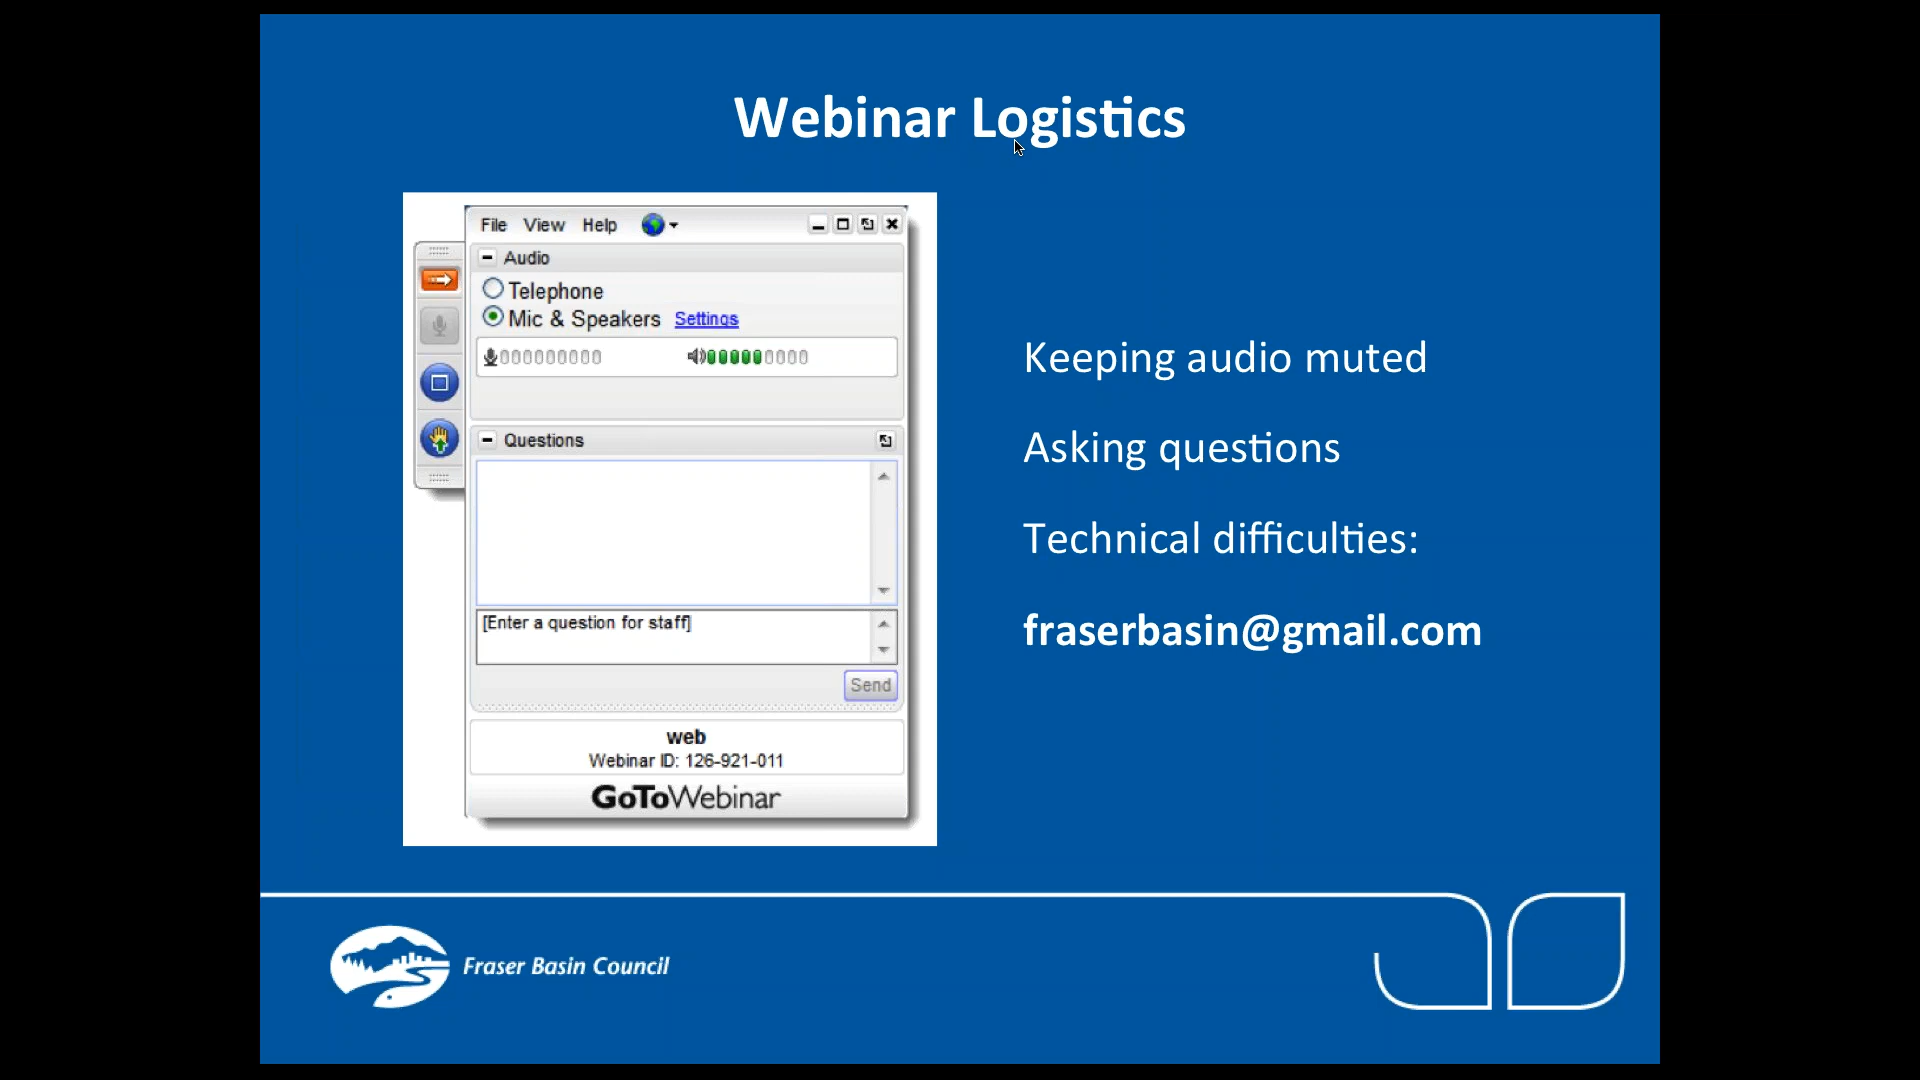 Webinar Logistics
File View Help
Audio
Telephone
Mic & Speakers Settings
Questions
[Enter a question for staff]
Send
web
Webinar ID: 126-921-011
GoToWebinar
Keeping audio muted
Asking questions
Technical difficulties:
fraserbasin@gmail.com
Fraser Basin Council